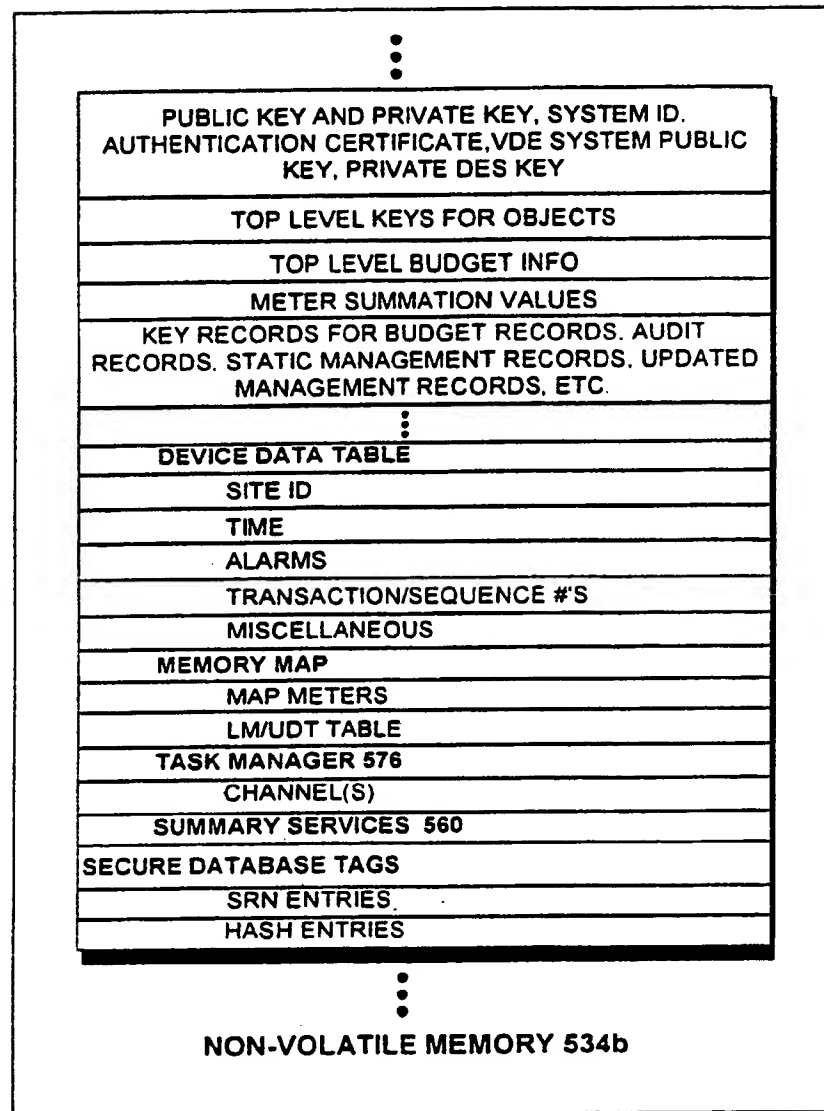 PUBLIC KEY AND PRIVATE KEY, SYSTEM ID.
AUTHENTICATION CERTIFICATE,VDE SYSTEM PUBLIC
KEY, PRIVATE DES KEY
TOP LEVEL KEYS FOR OBJECTS
TOP LEVEL BUDGET INFO
METER SUMMATION VALUES
KEY RECORDS FOR BUDGET RECORDS. AUDIT
RECORDS. STATIC MANAGEMENT RECORDS, UPDATED
MANAGEMENT RECORDS, ETC.
DEVICE DATA TABLE
SITE ID
TIME
ALARMS
TRANSACTION/SEQUENCE #'S
MISCELLANEOUS
MEMORY MAP
MAP METERS
LM/UDT TABLE
TASK MANAGER 576
CHANNEL(S)
SUMMARY SERVICES 560
SECURE DATABASE TAGS
SRN ENTRIES
HASH ENTRIES
NON-VOLATILE MEMORY 534b